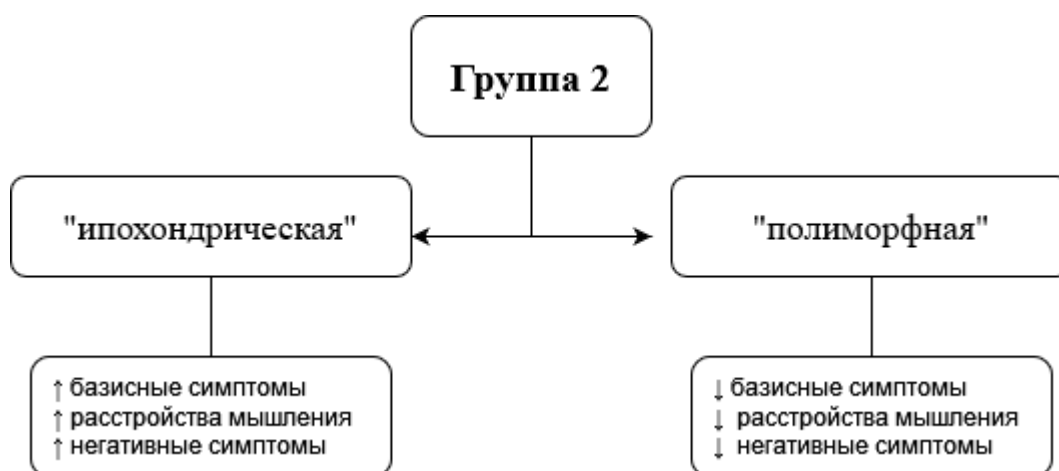 Группа 2
"ипохондрическая"
"полиморфная"
↑ базисные симптомы
↑ расстройства мышления
↑ негативные симптомы
↓ базисные симптомы
↓ расстройства мышления
↓ негативные симптомы